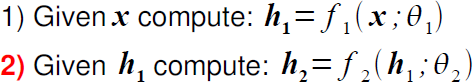 1) Given x compute: h₁= f₁(x;θ₁)
2) Given h₁ compute: h₂= f₂(h₁;θ₂)